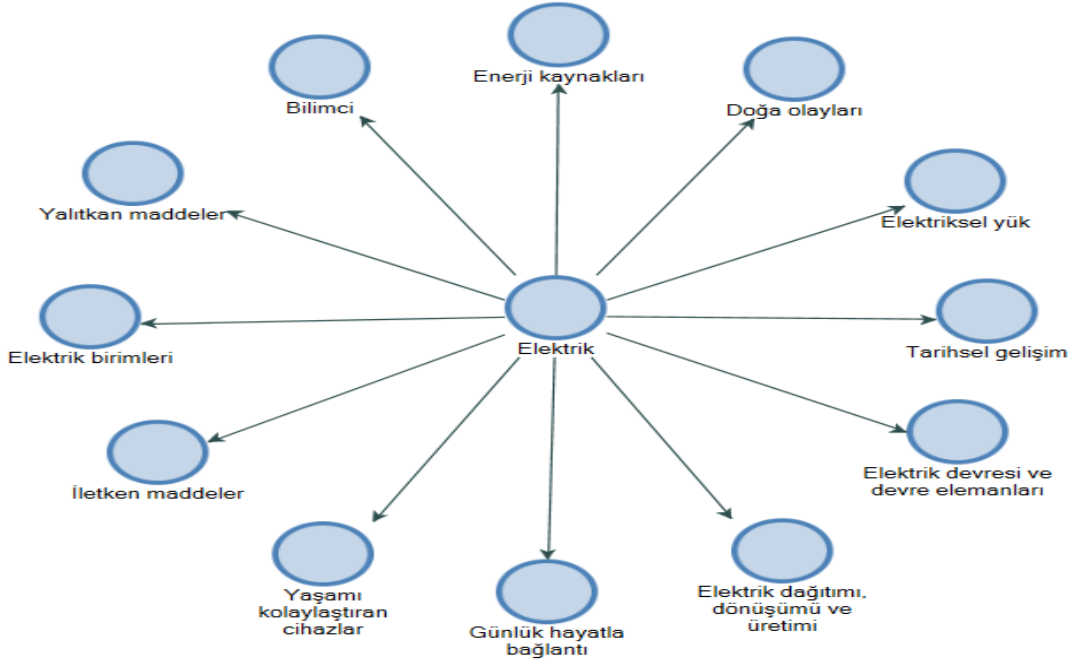 Enerji kaynakları
Bilimci
Doğa olayları
Yalıtkan maddeler
Elektriksel yük
Elektrik
Elektrik birimleri
Tarihsel gelişim
İletken maddeler
Elektrik devresi ve
devre elemanları
Yaşamı
kolaylaştıran
cihazlar
Günlük hayatla
bağlantı
Elektrik dağıtımı,
dönüşümü ve
üretimi